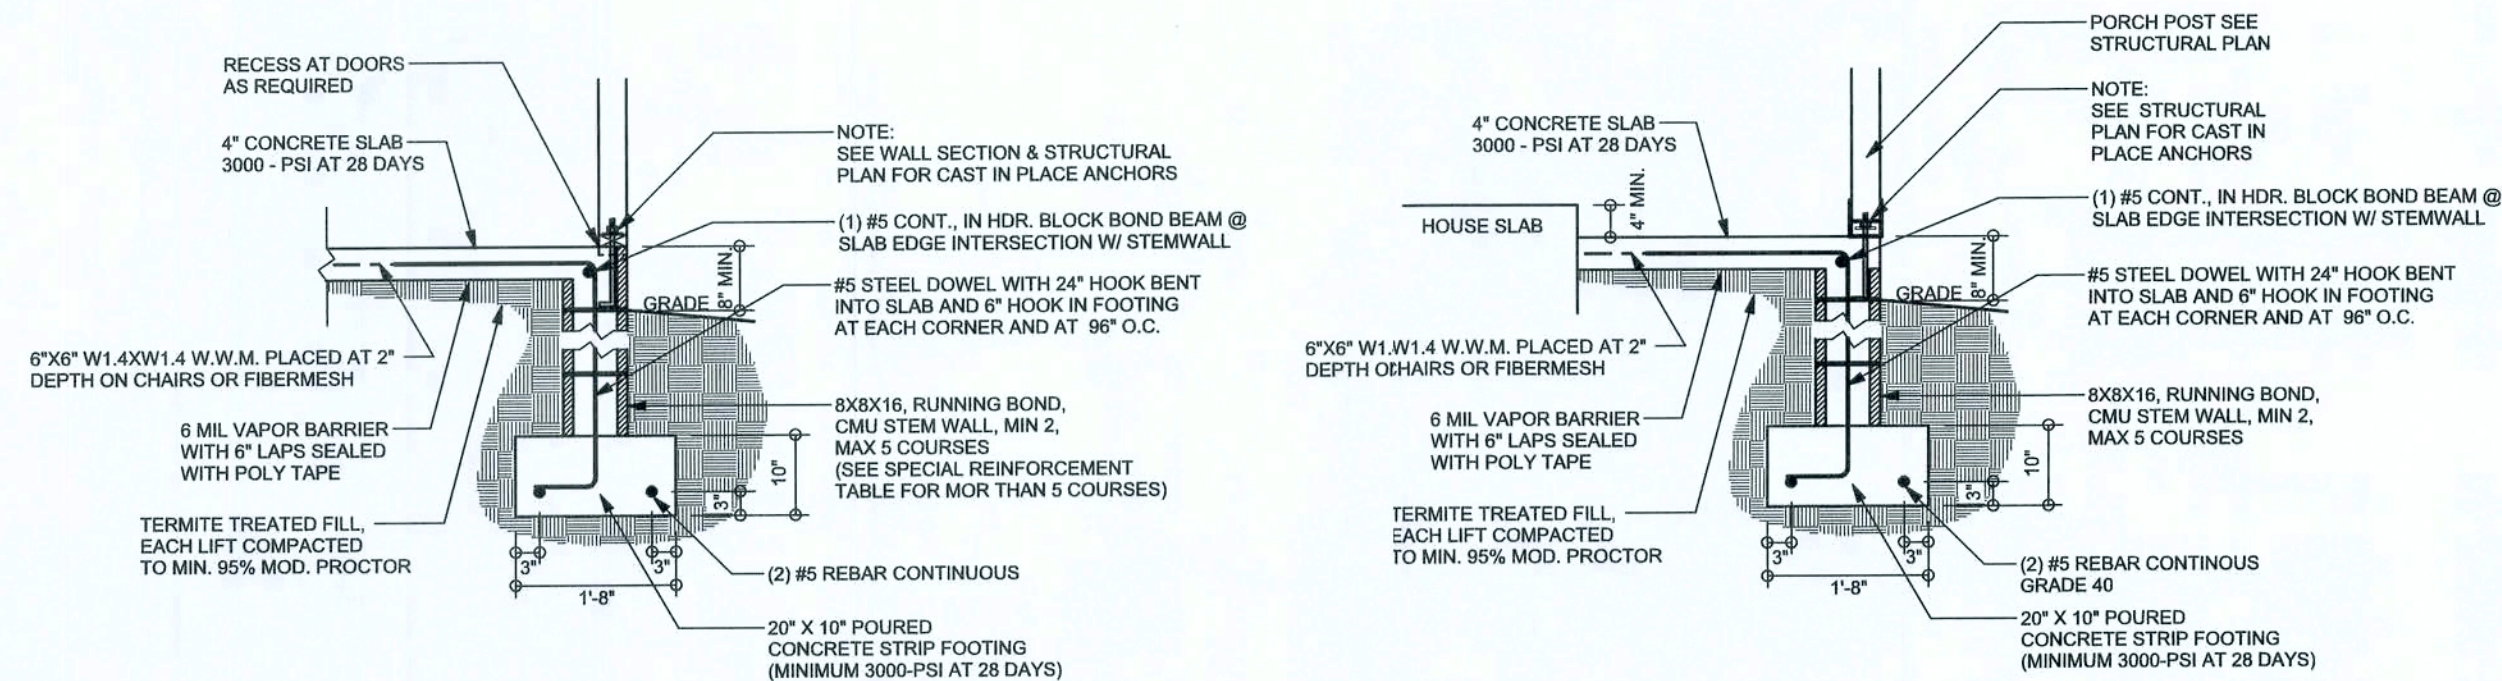 RECESS AT DOORS
AS REQUIRED
4" CONCRETE SLAB
3000 - PSI AT 28 DAYS
6"X6" W1.4XW1.4 W.W.M. PLACED AT 2"
DEPTH ON CHAIRS OR FIBERMESH
6 MIL VAPOR BARRIER
WITH 6" LAPS SEALED
WITH POLY TAPE
TERMITE TREATED FILL,
EACH LIFT COMPACTED
TO MIN. 95% MOD. PROCTOR
NOTE:
SEE WALL SECTION & STRUCTURAL
PLAN FOR CAST IN PLACE ANCHORS
(1) #5 CONT., IN HDR. BLOCK BOND BEAM @
SLAB EDGE INTERSECTION W/ STEMWALL
8" MIN.
GRADE
#5 STEEL DOWEL WITH 24" HOOK BENT
INTO SLAB AND 6" HOOK IN FOOTING
AT EACH CORNER AND AT 96" O.C.
8X8X16, RUNNING BOND,
CMU STEM WALL, MIN 2,
MAX 5 COURSES
(SEE SPECIAL REINFORCEMENT
TABLE FOR MOR THAN 5 COURSES)
10"
3"
3"
3"
1'-8"
(2) #5 REBAR CONTINUOUS
20" X 10" POURED
CONCRETE STRIP FOOTING
(MINIMUM 3000-PSI AT 28 DAYS)
PORCH POST SEE
STRUCTURAL PLAN
NOTE:
SEE STRUCTURAL
PLAN FOR CAST IN
PLACE ANCHORS
4" CONCRETE SLAB
3000 - PSI AT 28 DAYS
4" MIN.
HOUSE SLAB
(1) #5 CONT., IN HDR. BLOCK BOND BEAM @
SLAB EDGE INTERSECTION W/ STEMWALL
8" MIN.
GRADE
#5 STEEL DOWEL WITH 24" HOOK BENT
INTO SLAB AND 6" HOOK IN FOOTING
AT EACH CORNER AND AT 96" O.C.
6"X6" W1.W1.4 W.W.M. PLACED AT 2"
DEPTH OHAIRS OR FIBERMESH
6 MIL VAPOR BARRIER
WITH 6" LAPS SEALED
WITH POLY TAPE
TERMITE TREATED FILL,
EACH LIFT COMPACTED
TO MIN. 95% MOD. PROCTOR
8X8X16, RUNNING BOND,
CMU STEM WALL, MIN 2,
MAX 5 COURSES
10"
3"
3"
3"
1'-8"
(2) #5 REBAR CONTINOUS
GRADE 40
20" X 10" POURED
CONCRETE STRIP FOOTING
(MINIMUM 3000-PSI AT 28 DAYS)